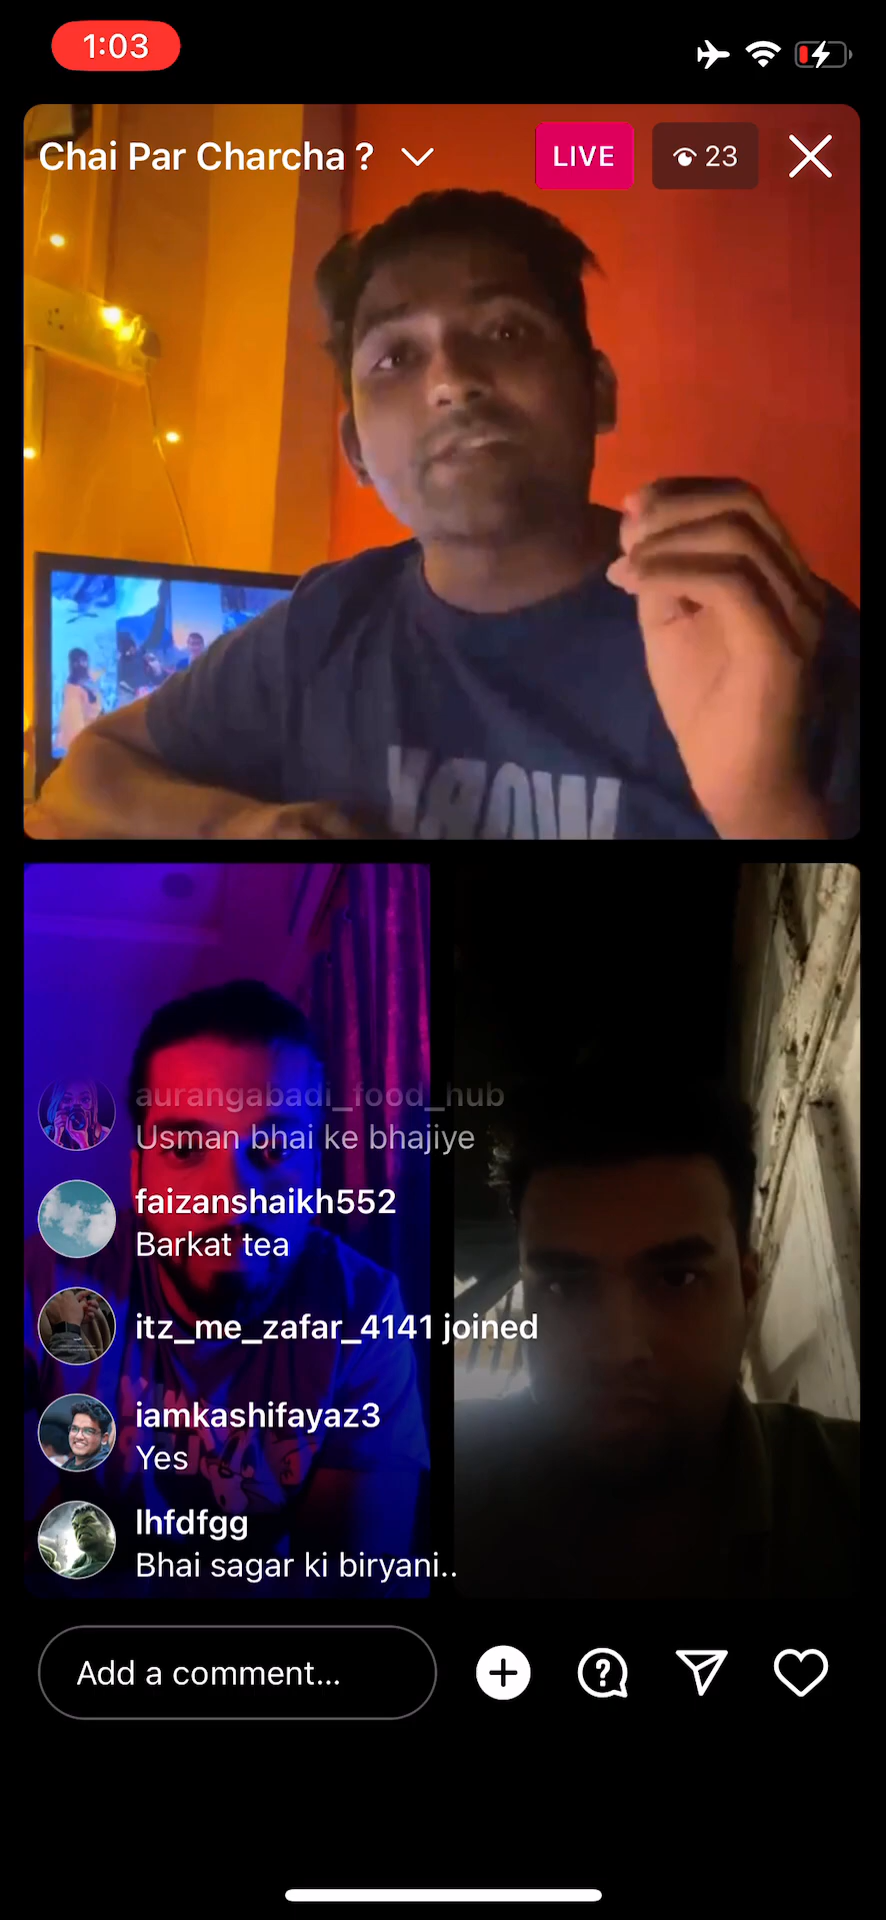 1:03
Chai Par Charcha ?
LIVE
23
aurangabadi_food_hub
Usman bhai ke bhajiye
faizanshaikh552
Barkat tea
itz_me_zafar_4141 joined
iamkashifayaz3
Yes
lhfdfgg
Bhai sagar ki biryani..
Add a comment...